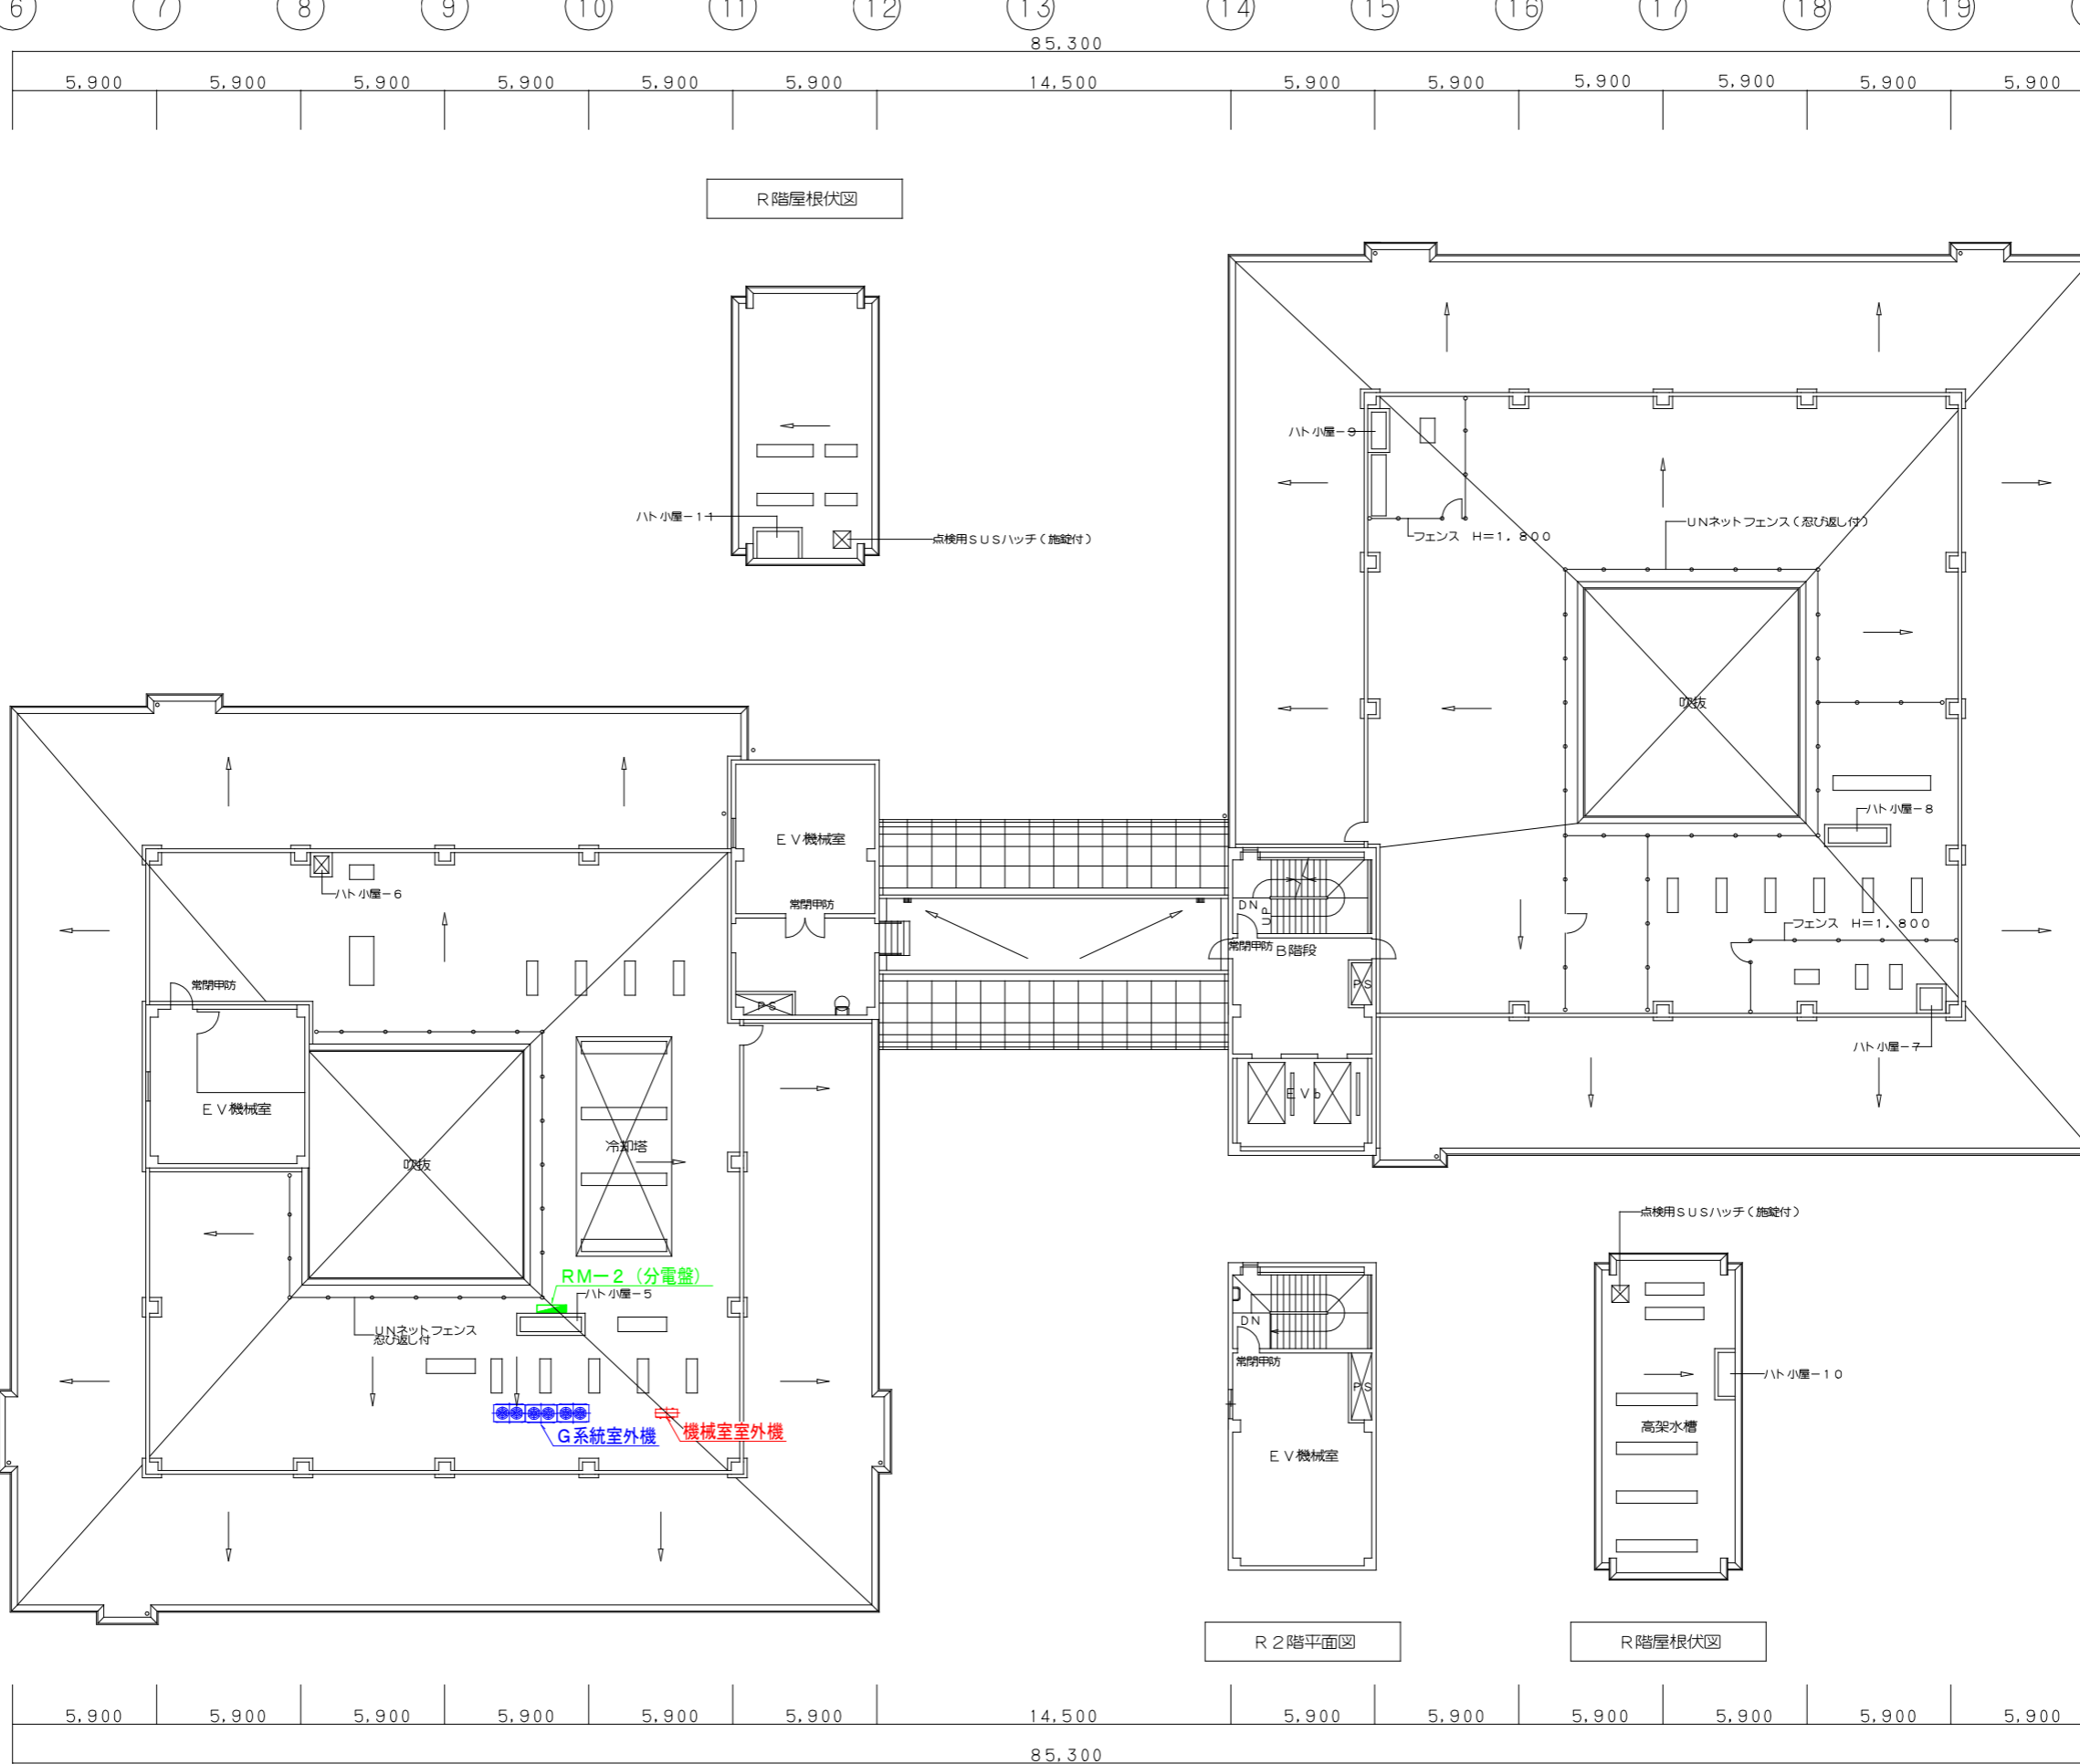 6 7 8 9 10 11 12 13 14 15 16 17 18 19
85,300
5,900 5,900 5,900 5,900 5,900 5,900 14,500 5,900 5,900 5,900 5,900 5,900 5,900
R階屋根伏図
ハト小屋-9
ハト小屋-11
点検用SUSハッチ(施錠付)
UNネットフェンス(忍び返し付)
フェンス H=1,800
吹抜
ハト小屋-8
EV機械室
ハト小屋-6
常閉甲防
DN
UP
フェンス H=1,800
常閉甲防
B階段
常閉甲防
PS
PS
ハト小屋-7
EVb
EV機械室
冷却塔
吹抜
点検用SUSハッチ(施錠付)
RM-2 (分電盤)
ハト小屋-5
DN
UNネットフェンス
忍び返し付
常閉甲防
PS
ハト小屋-10
高架水槽
G系統室外機
機械室室外機
EV機械室
R2階平面図
R階屋根伏図
5,900 5,900 5,900 5,900 5,900 5,900 14,500 5,900 5,900 5,900 5,900 5,900 5,900
85,300